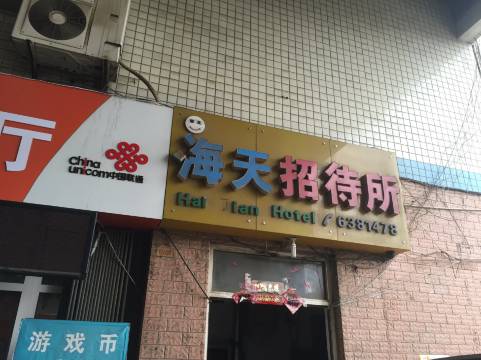 厅
China
unicom中国联通
海天招待所
Hai Tian Hotel 6381478
游戏币